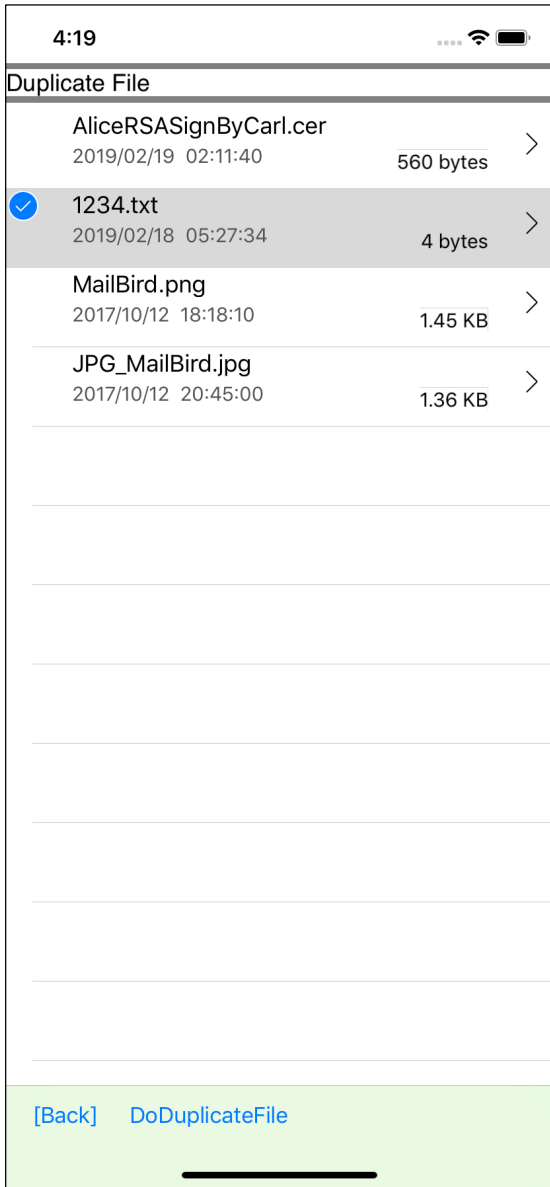 4:19
Duplicate File
AliceRSASignByCarl.cer
2019/02/19 02:11:40
560 bytes
1234.txt
2019/02/18 05:27:34
4 bytes
MailBird.png
2017/10/12 18:18:10
1.45 KB
JPG_MailBird.jpg
2017/10/12 20:45:00
1.36 KB
[Back] DoDuplicateFile